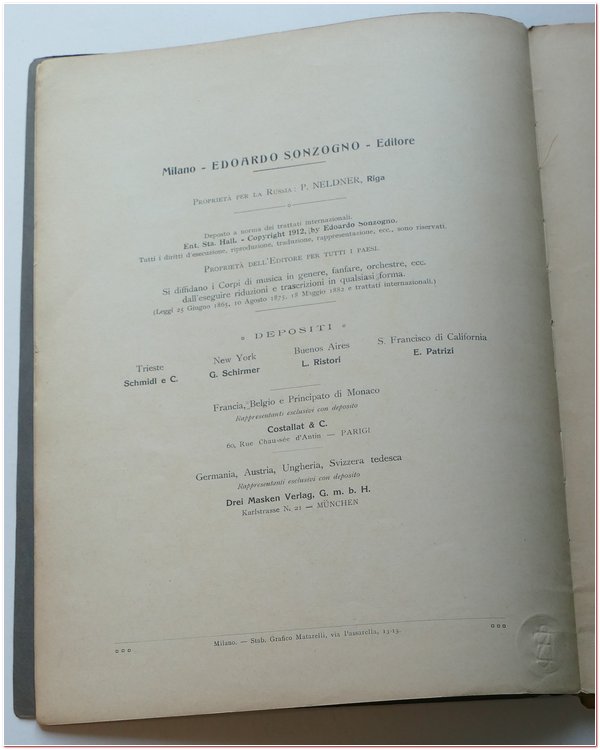 Milano - EDOARDO SONZOGNO - Editore
PROPRIETÀ PER LA RUSSIA: P. NELDNER, Riga
Deposto a norma dei trattati internazionali.
Ent. Sta. Hall. - Copyright 1912, by Edoardo Sonzogno.
Tutti i diritti d'esecuzione, riproduzione, traduzione, rappresentazione, ecc., sono riservati.
PROPRIETÀ DELL'EDITORE PER TUTTI I PAESI.
Si diffidano i Corpi di musica in genere, fanfare, orchestre, ecc.
dall'eseguire riduzioni e trascrizioni in qualsiasi forma.
(Leggi 25 Giugno 1865, 10 Agosto 1875, 18 Maggio 1882 e trattati internazionali.)
DEPOSITI
Trieste New York Buenos Aires S. Francisco di California
Schmidl e C. G. Schirmer L. Ristori E. Patrizi
Francia, Belgio e Principato di Monaco
Rappresentanti esclusivi con deposito
Costallat & C.
60, Rue Chaussée d'Antin — PARIGI
Germania, Austria, Ungheria, Svizzera tedesca
Rappresentanti esclusivi con deposito
Drei Masken Verlag, G. m. b. H.
Karlstrasse N. 21 — MÜNCHEN
Milano. — Stab. Grafico Matarelli, via Passarella, 13-15.